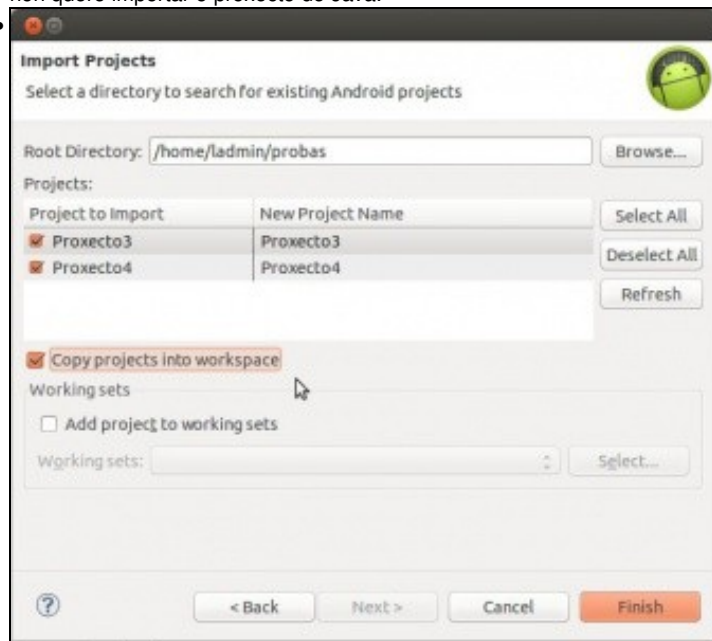 Import Projects
Select a directory to search for existing Android projects
Root Directory: /home/ladmin/probas Browse...
Projects:
Project to Import New Project Name Select All
Proxecto3 Proxecto3
Deselect All
Proxecto4 Proxecto4
Refresh
Copy projects into workspace
Working sets
Add project to working sets
Working sets: Select...
? < Back Next > Cancel Finish